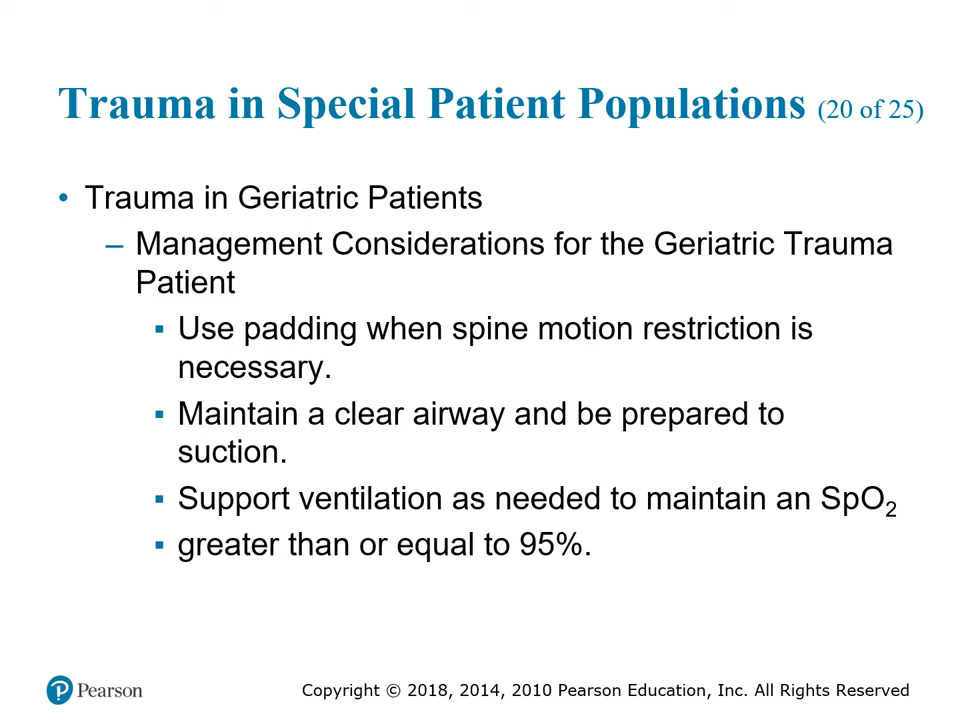 Trauma in Special Patient Populations (20 of 25)
• Trauma in Geriatric Patients
– Management Considerations for the Geriatric Trauma
Patient
▪ Use padding when spine motion restriction is
necessary.
▪ Maintain a clear airway and be prepared to
suction.
▪ Support ventilation as needed to maintain an SpO₂
▪ greater than or equal to 95%.
Pearson
Copyright © 2018, 2014, 2010 Pearson Education, Inc. All Rights Reserved